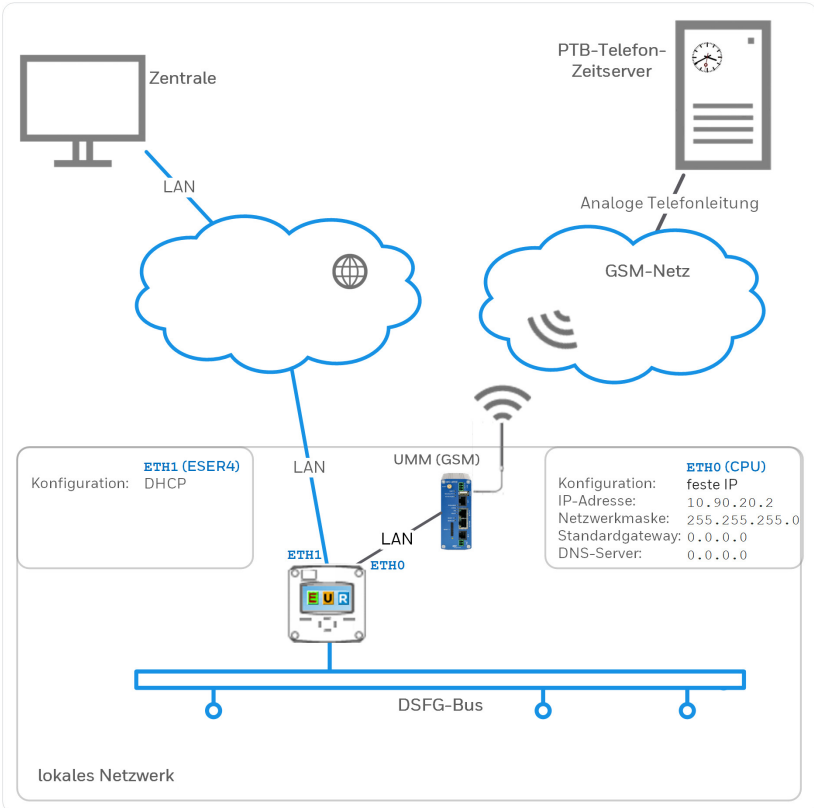 Zentrale
PTB-Telefon-
Zeitserver
LAN
Analoge Telefonleitung
GSM-Netz
ETH1 (ESER4)
Konfiguration: DHCP
LAN
UMM (GSM)
ETH0 (CPU)
Konfiguration: feste IP
IP-Adresse: 10.90.20.2
Netzwerkmaske: 255.255.255.0
Standardgateway: 0.0.0.0
DNS-Server: 0.0.0.0
LAN
ETH1
ETH0
E U R
DSFG-Bus
lokales Netzwerk